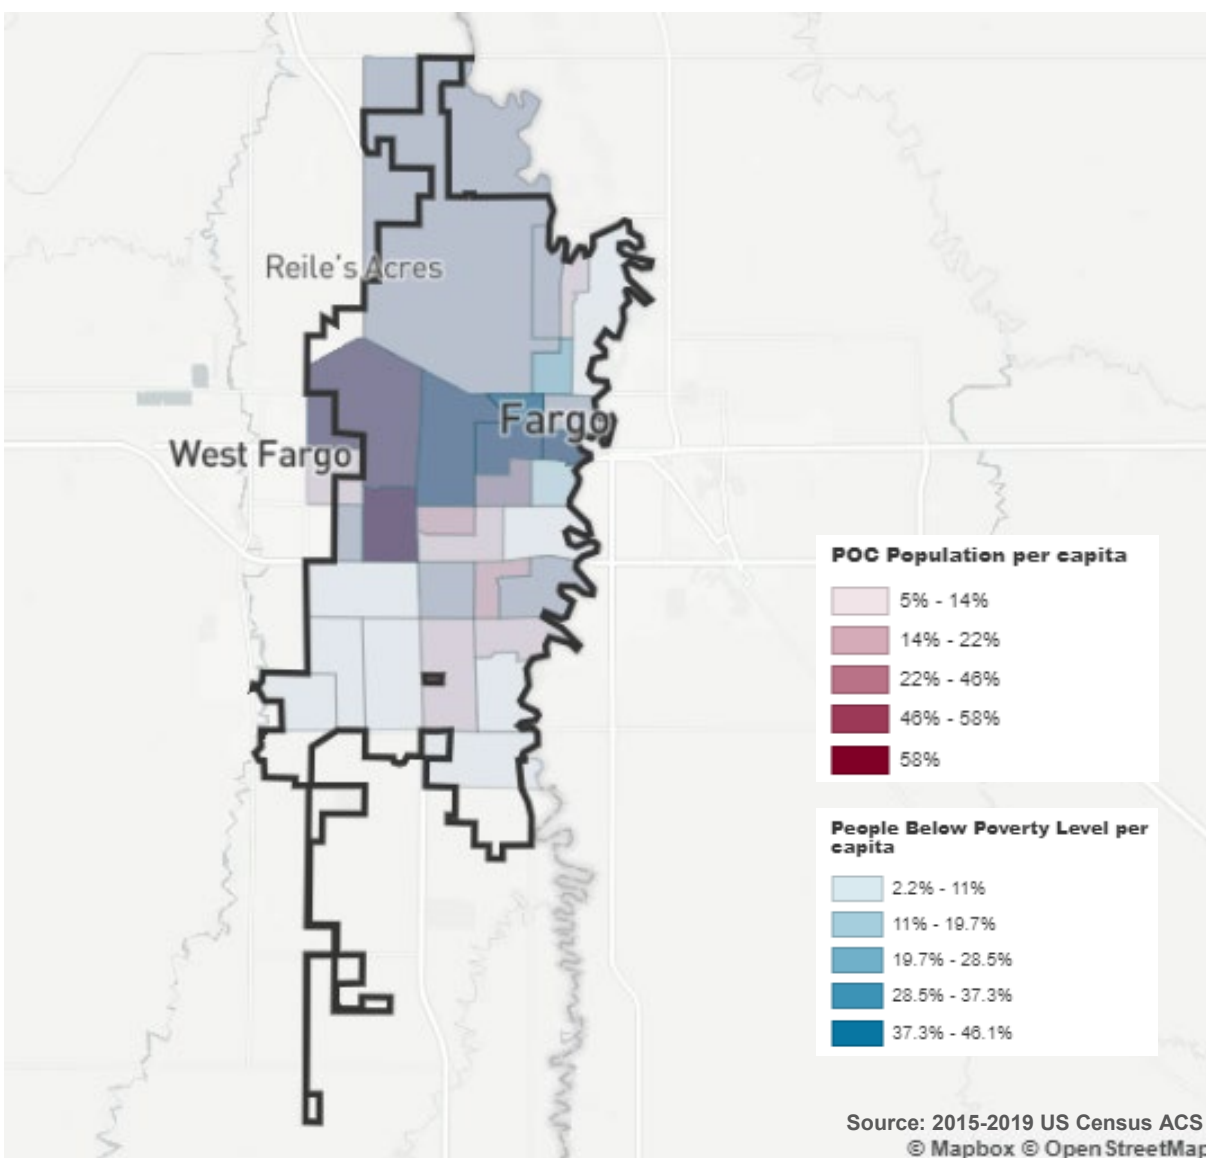 Reile's Acres
Fargo
West Fargo
POC Population per capita
5% - 14%
14% - 22%
22% - 46%
46% - 58%
58%
People Below Poverty Level per
capita
2.2% - 11%
11% - 19.7%
19.7% - 28.5%
28.5% - 37.3%
37.3% - 46.1%
Source: 2015-2019 US Census ACS
© Mapbox © OpenStreetMap